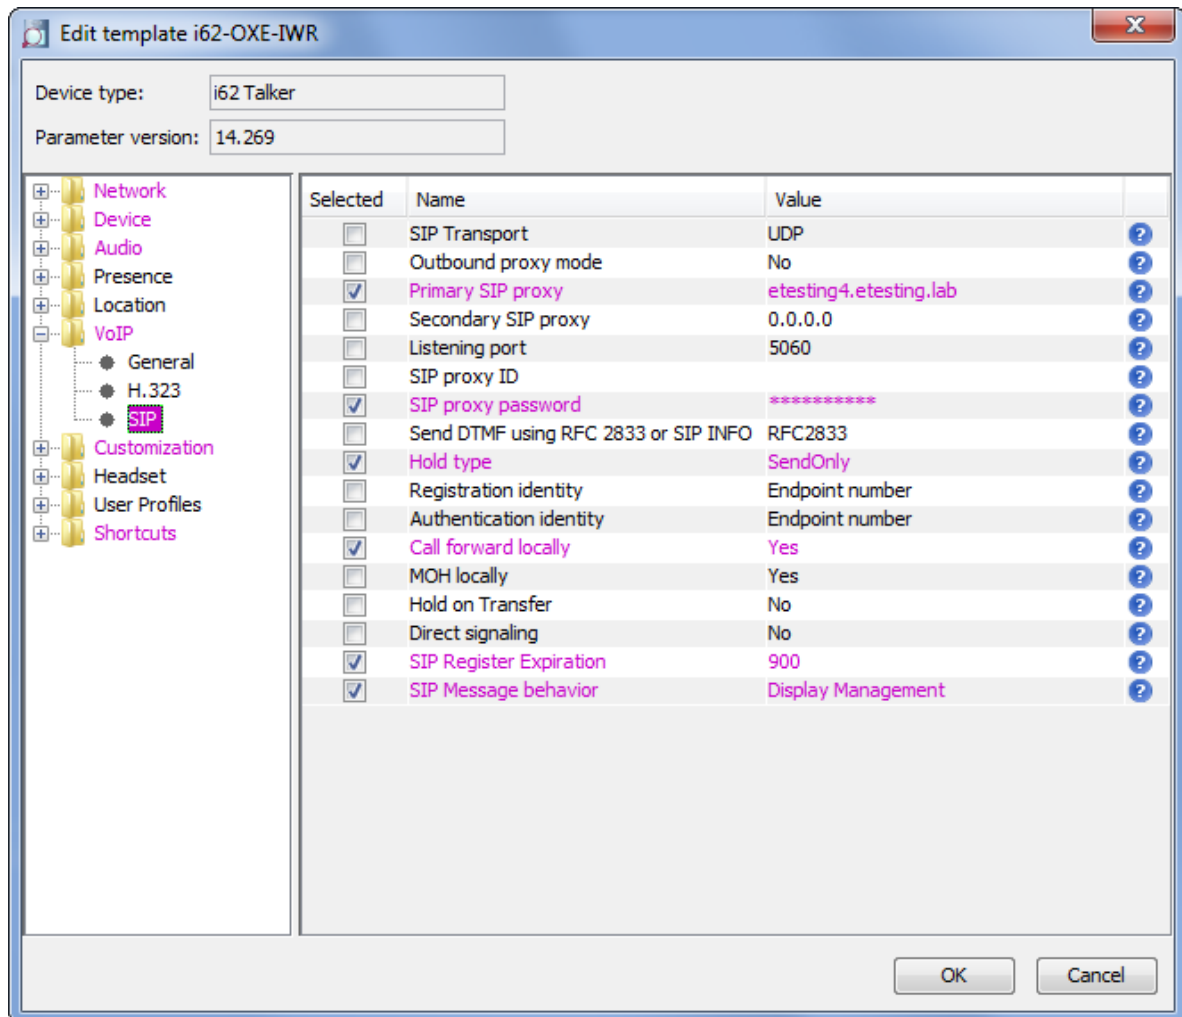 Edit template i62-OXE-IWR
x
Device type: i62 Talker
Parameter version: 14.269
Network
Device
Audio
Presence
Location
VoIP
General
H.323
SIP
Customization
Headset
User Profiles
Shortcuts
Selected Name Value
SIP Transport UDP ?
Outbound proxy mode No ?
Primary SIP proxy etesting4.etesting.lab ?
Secondary SIP proxy 0.0.0.0 ?
Listening port 5060 ?
SIP proxy ID ?
SIP proxy password ********** ?
Send DTMF using RFC 2833 or SIP INFO RFC2833 ?
Hold type SendOnly ?
Registration identity Endpoint number ?
Authentication identity Endpoint number ?
Call forward locally Yes ?
MOH locally Yes ?
Hold on Transfer No ?
Direct signaling No ?
SIP Register Expiration 900 ?
SIP Message behavior Display Management ?
OK Cancel